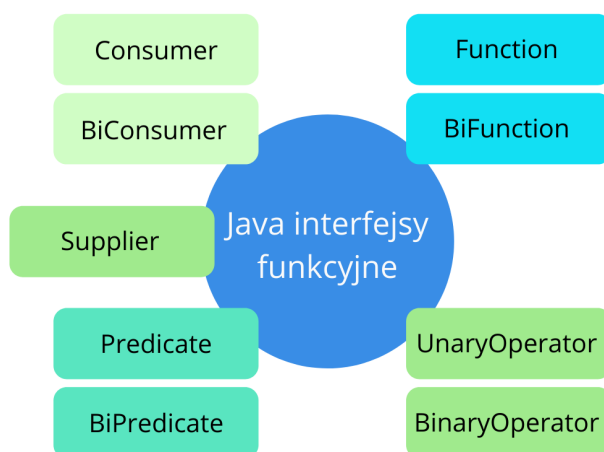 Consumer
Function
BiConsumer
BiFunction
Supplier
Java interfejsy
funkcyjne
Predicate
UnaryOperator
BiPredicate
BinaryOperator